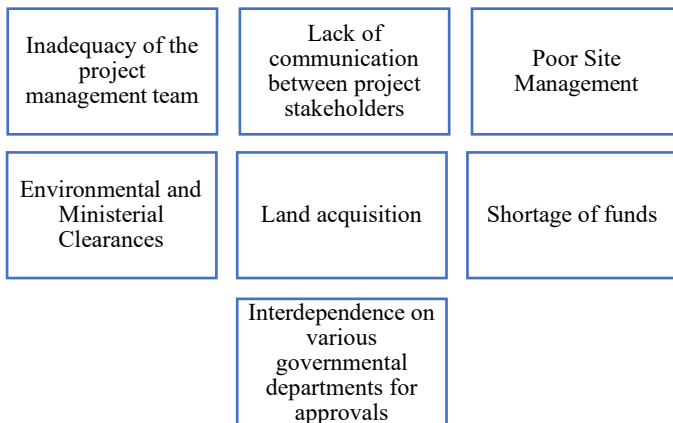 Inadequacy of the
project
management team
Lack of
communication
between project
stakeholders
Poor Site
Management
Environmental and
Ministerial
Clearances
Land acquisition
Shortage of funds
Interdependence on
various
governmental
departments for
approvals